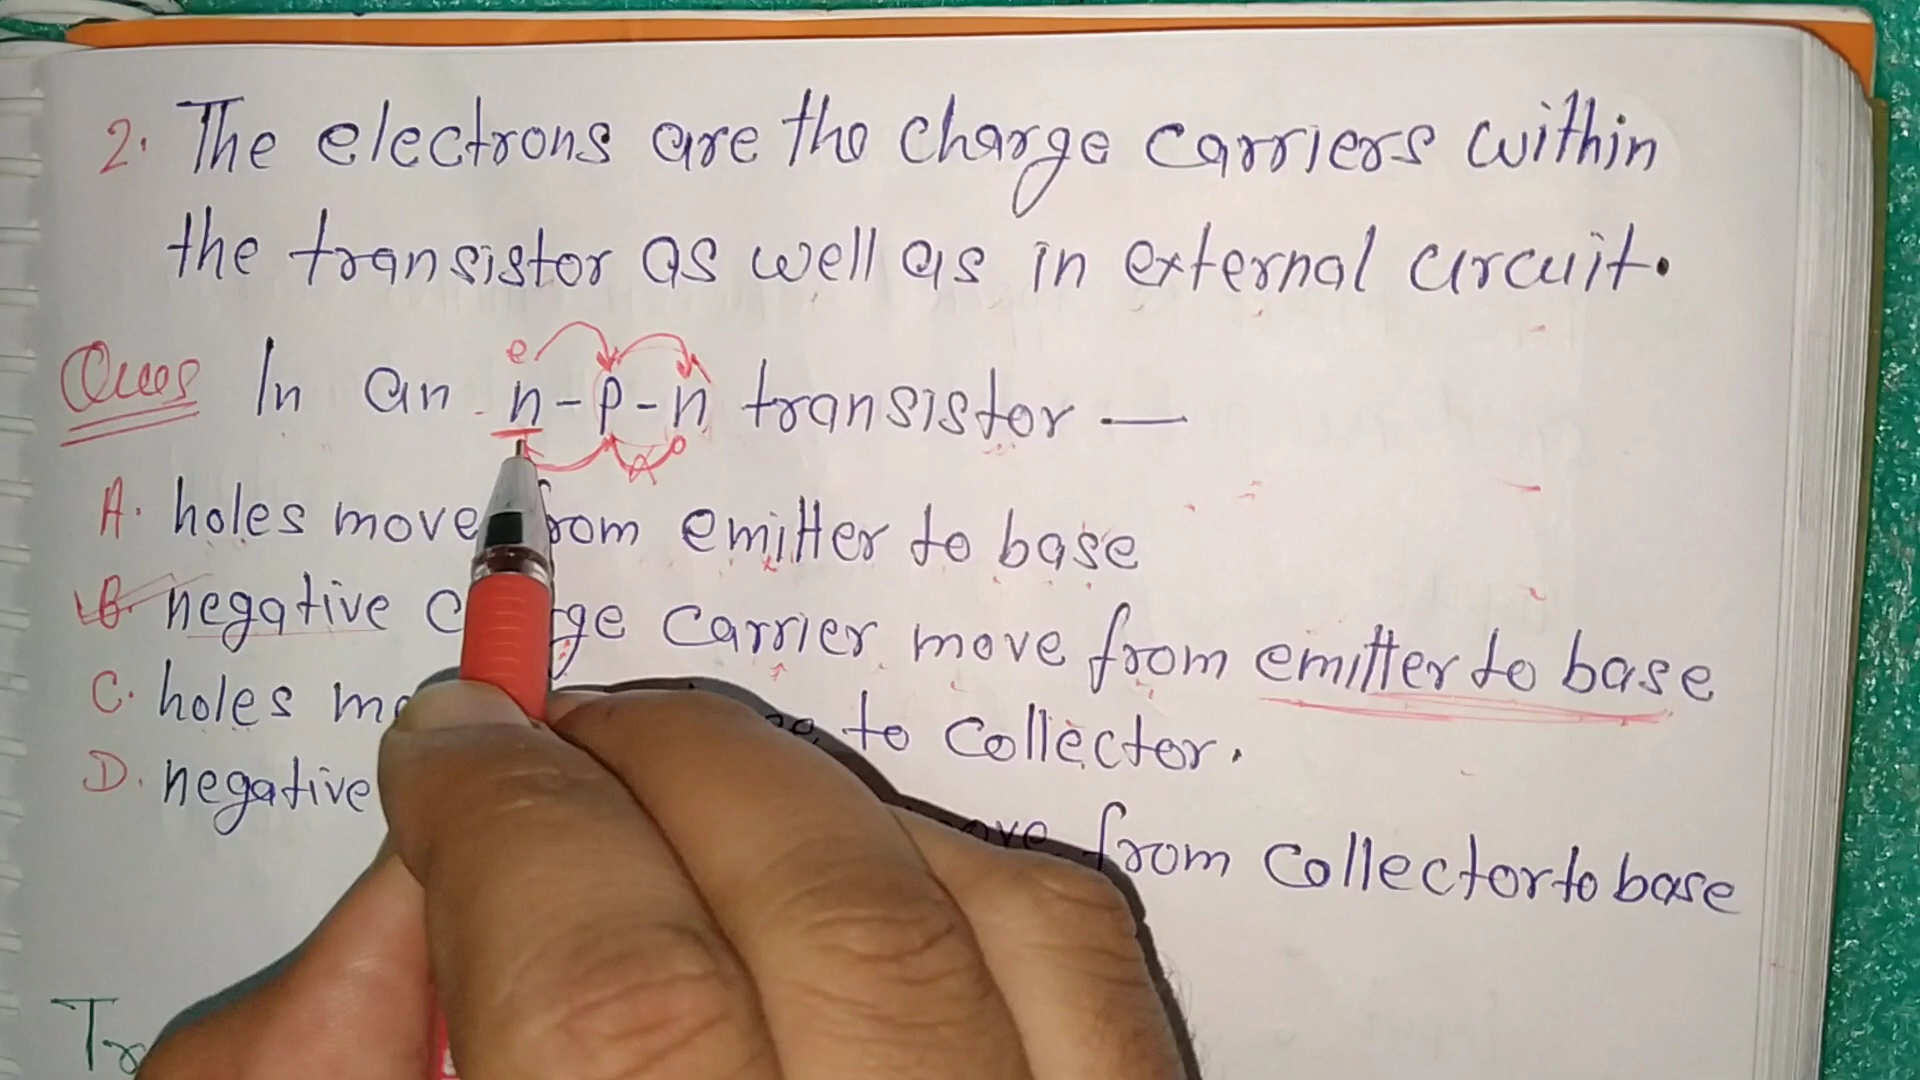 2. The electrons are the charge carriers within
the transistor as well as in external circuit.
e
Ques In an n-p-n transistor —
A. holes move from emitter to base
B. negative carrier move from emitter to base
C. holes to collector.
D. negative from collector to base